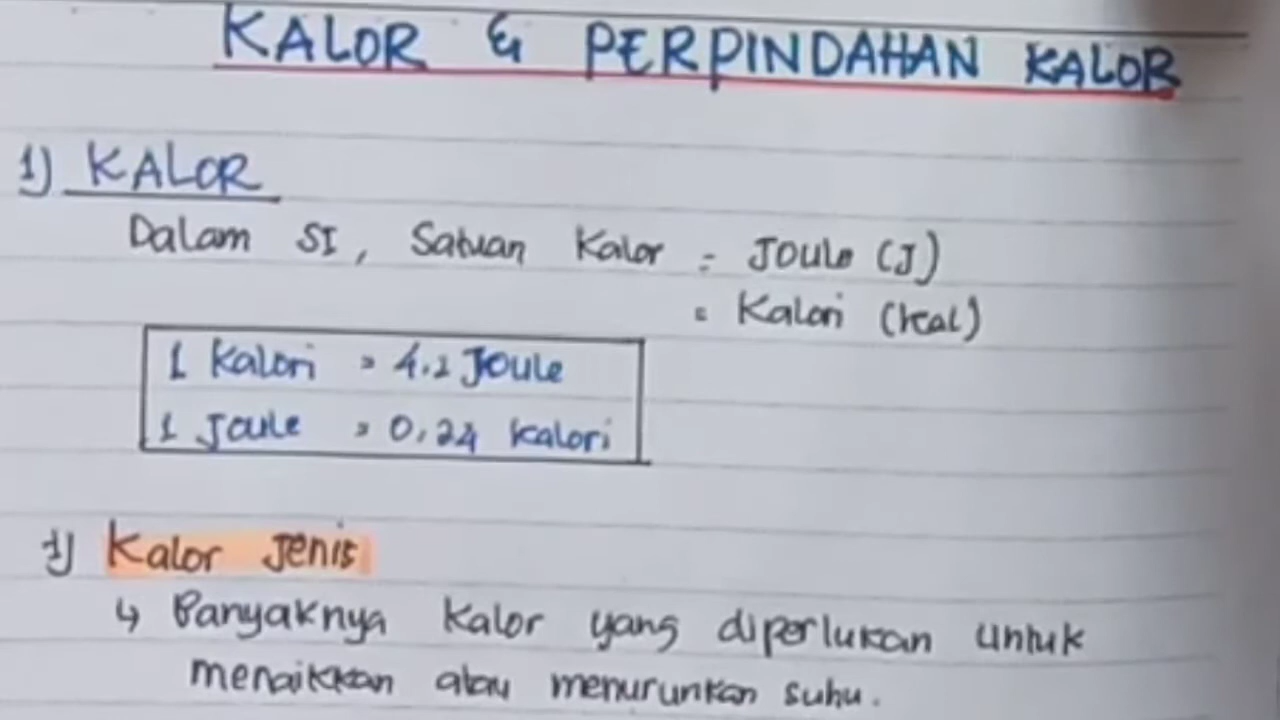 KALOR & PERPINDAHAN KALOR
1) KALOR
Dalam SI, Satuan Kalor = Joule (J)
= Kalori (kal)
1 Kalori = 4.2 Joule
1 Joule = 0,24 kalori
1) Kalor Jenis
↳ Banyaknya kalor yang diperlukan untuk
menaikkan atau menurunkan suhu.